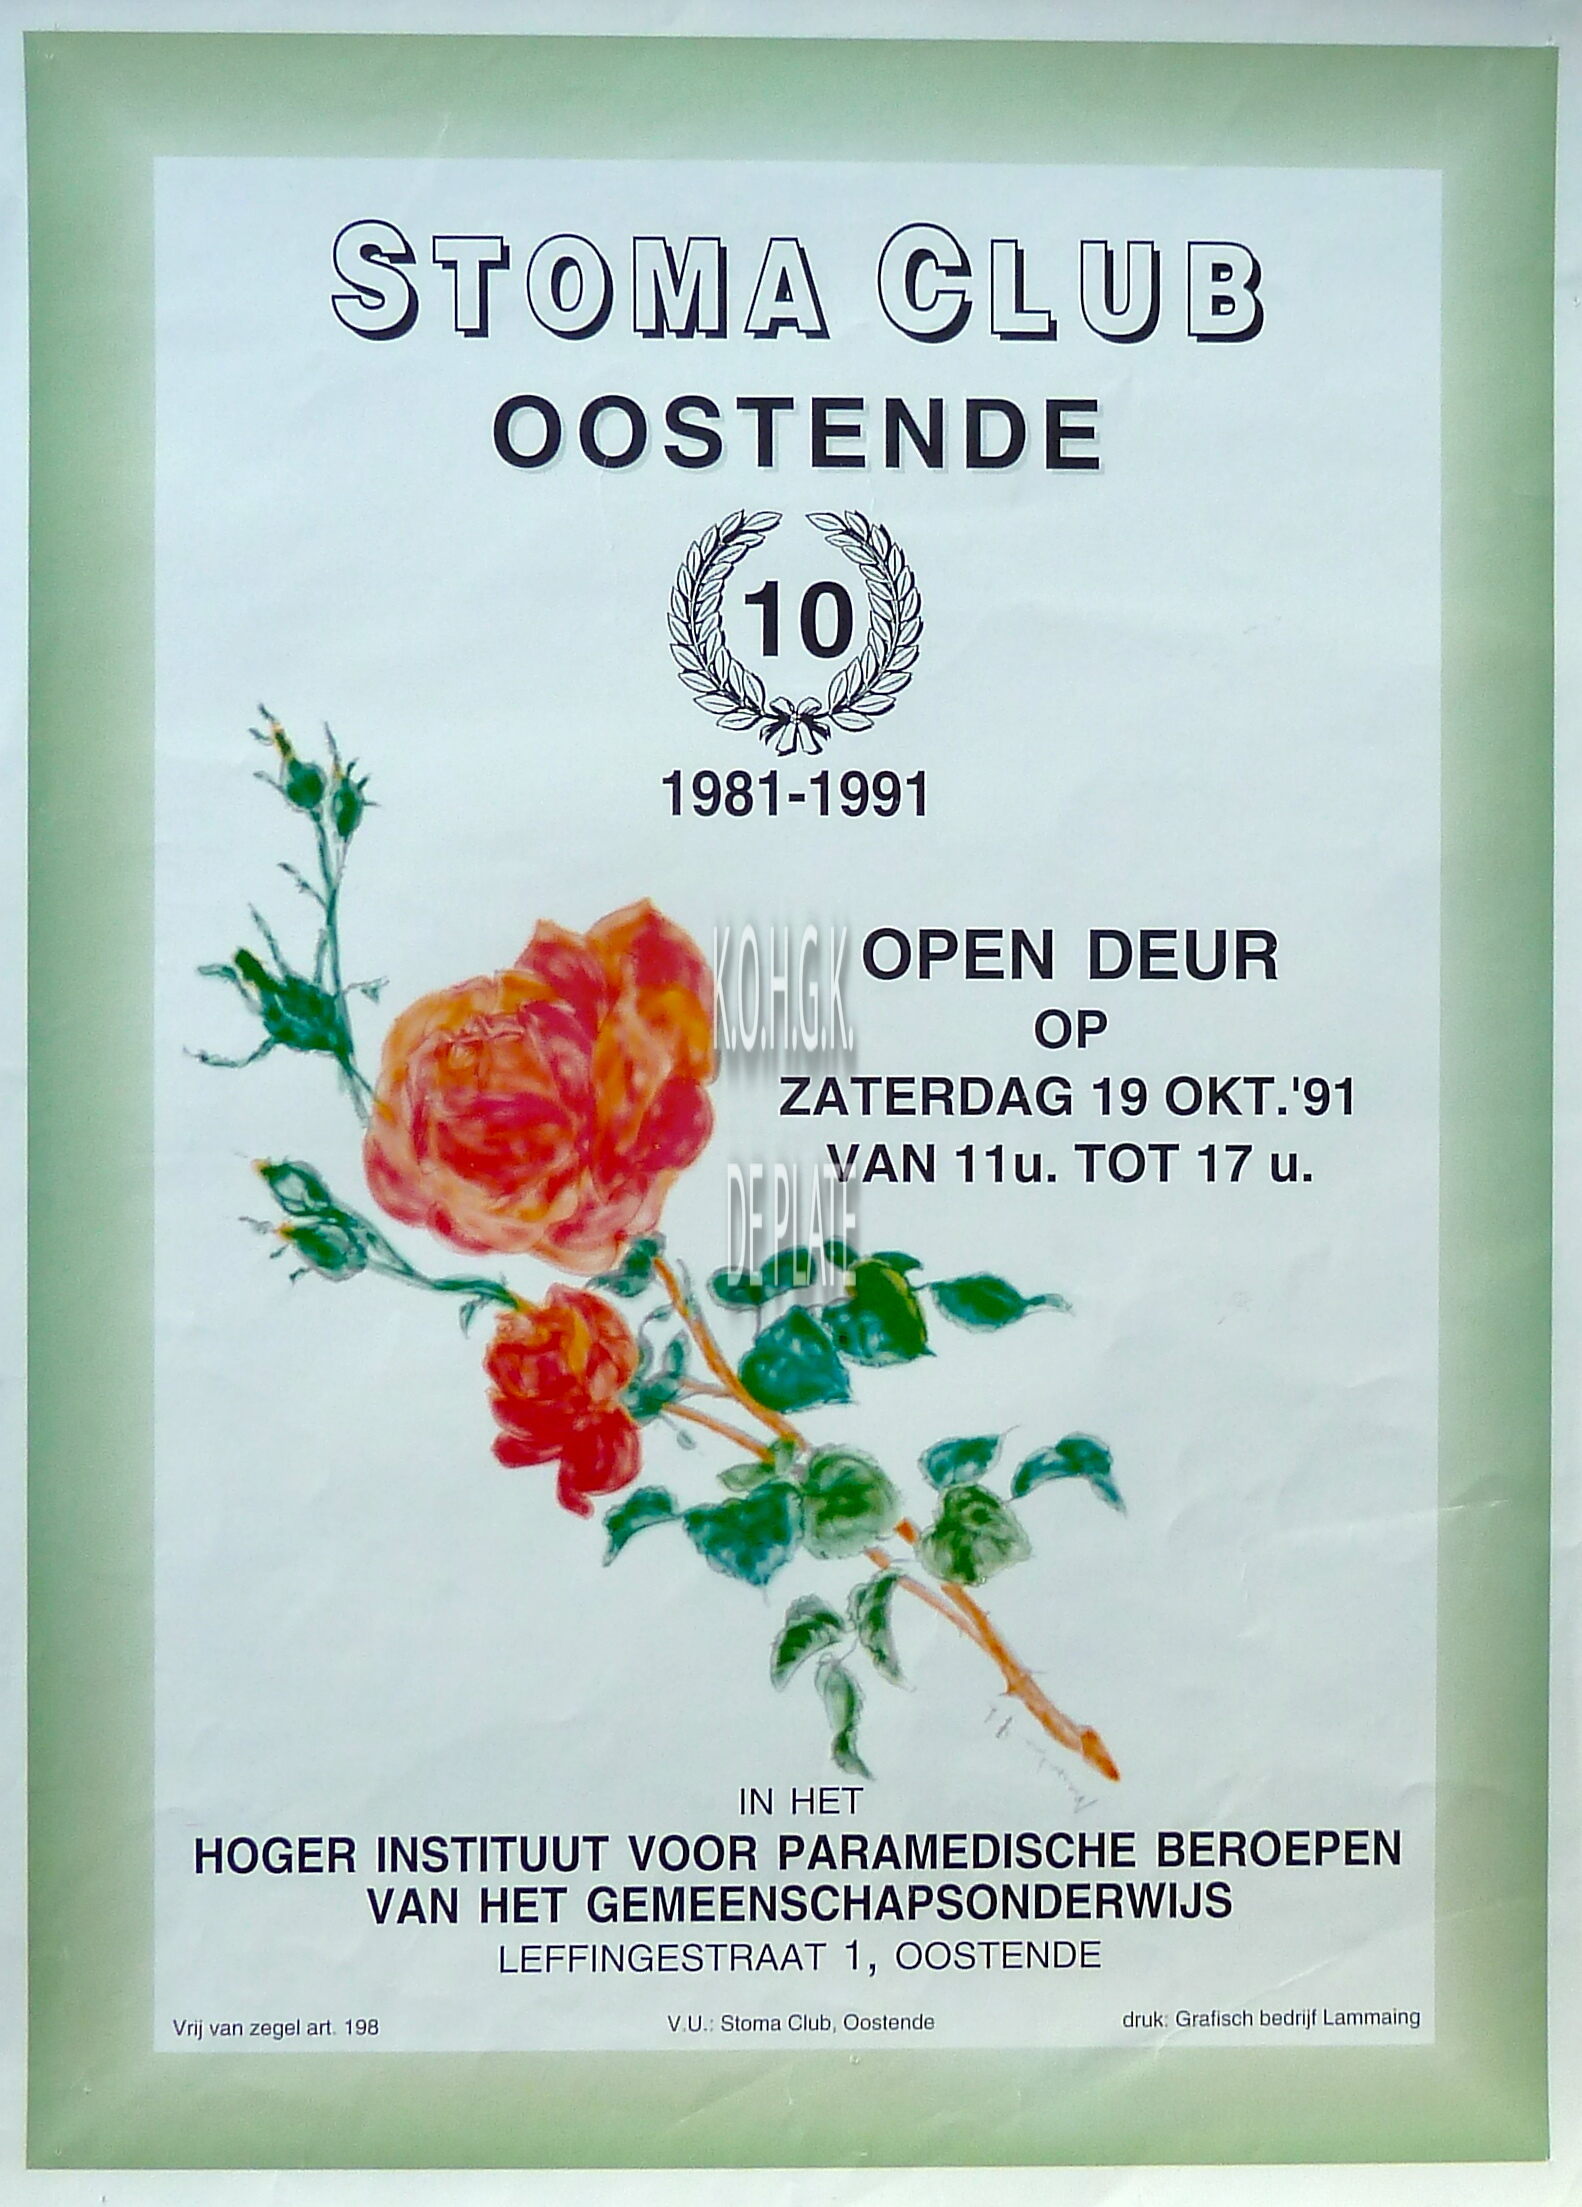 STOMA CLUB
OOSTENDE
10
1981-1991
OPEN DEUR
OP
ZATERDAG 19 OKT.'91
VAN 11u. TOT 17 u.
K.O.H.G.K.
DE PLATE
IN HET
HOGER INSTITUUT VOOR PARAMEDISCHE BEROEPEN
VAN HET GEMEENSCHAPSONDERWIJS
LEFFINGESTRAAT 1, OOSTENDE
Vrij van zegel art. 198
V.U.: Stoma Club, Oostende
druk: Grafisch bedrijf Lammaing